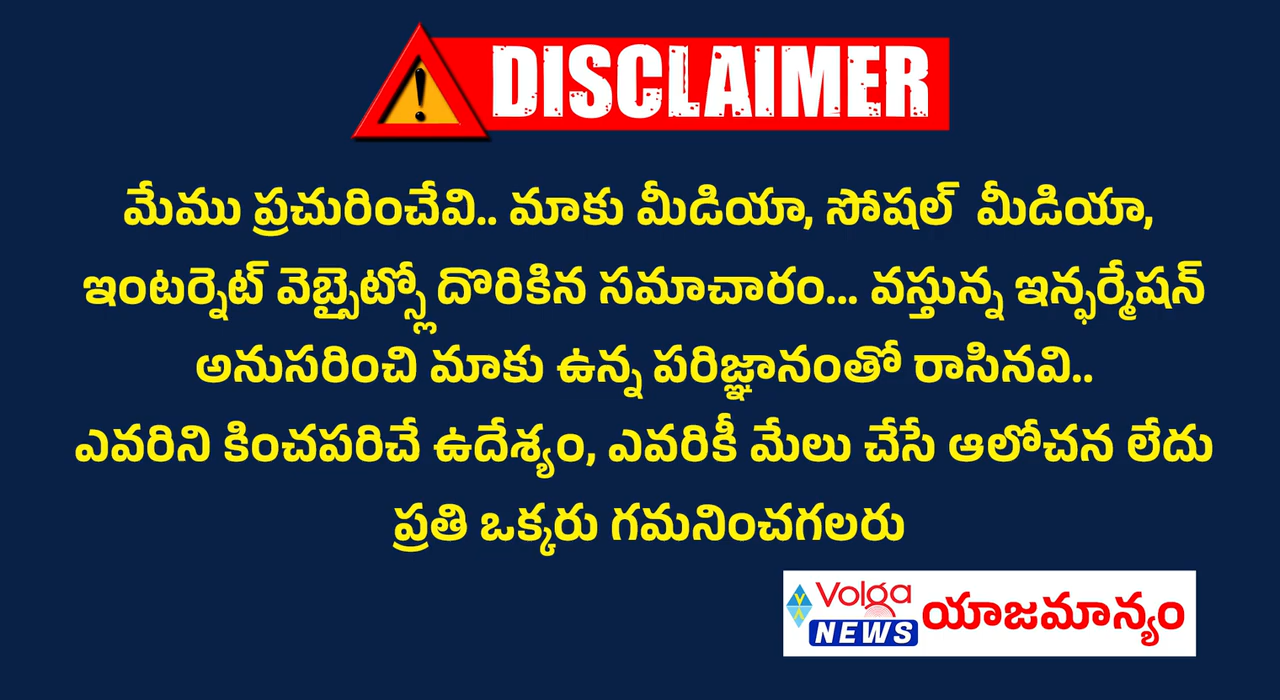 DISCLAIMER
మేము ప్రచురించేవి.. మాకు మీడియా, సోషల్ మీడియా,
ఇంటర్నెట్ వెబ్సైట్స్లో దొరికిన సమాచారం... వస్తున్న ఇన్ఫర్మేషన్
అనుసరించి మాకు ఉన్న పరిజ్ఞానంతో రాసినవి..
ఎవరిని కించపరిచే ఉదేశ్యం, ఎవరికీ మేలు చేసే ఆలోచన లేదు
ప్రతి ఒక్కరు గమనించగలరు
Volga NEWS యాజమాన్యం